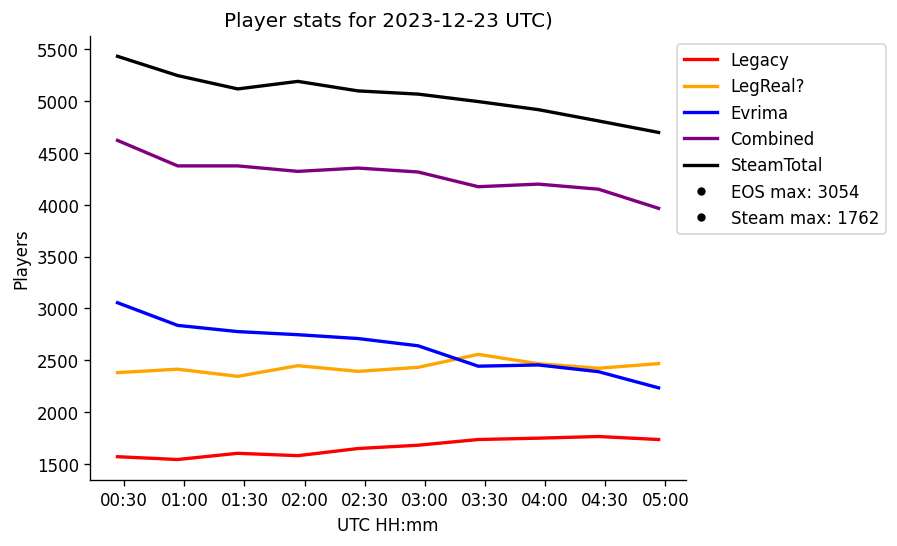 Player stats for 2023-12-23 UTC)
5500
5000
4500
4000
3500
3000
2500
2000
1500
Players
00:30 01:00 01:30 02:00 02:30 03:00 03:30 04:00 04:30 05:00
UTC HH:mm
Legacy
LegReal?
Evrima
Combined
SteamTotal
EOS max: 3054
Steam max: 1762